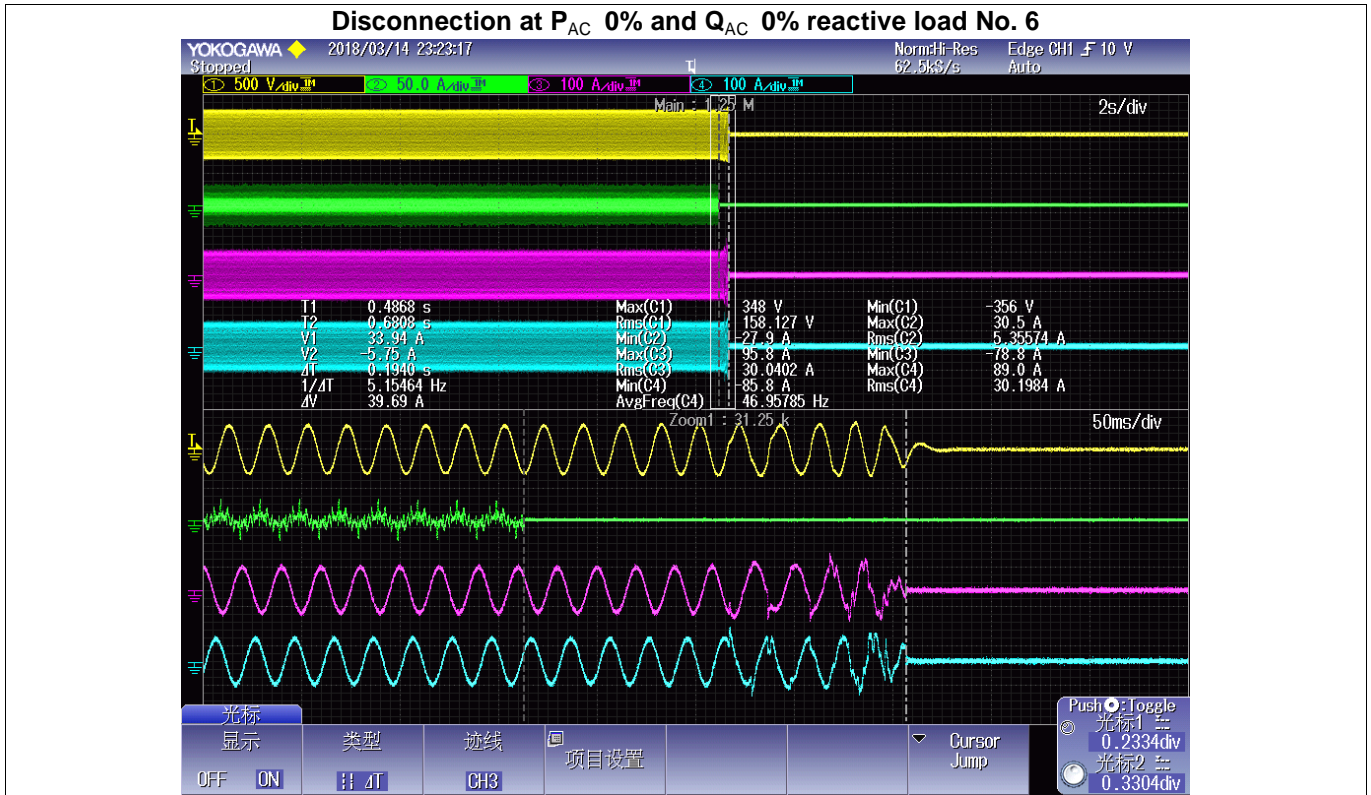 Disconnection at PAC 0% and QAC 0% reactive load No. 6
YOKOGAWA 2018/03/14 23:23:17 Norm:Hi-Res Edge CH1 10 V
Stopped 62.5kS/s Auto
① 500 V/div ② 50.0 A/div ③ 100 A/div ④ 100 A/div
Main : 1.25 M 2s/div
T1 0.4868 s Max(C1) 348 V Min(C1) -356 V
T2 0.6808 s Rms(C1) 158.127 V Max(C2) 30.5 A
V1 33.94 A Min(C2) -27.9 A Rms(C2) 5.35574 A
V2 -5.75 A Max(C3) 95.8 A Min(C3) -78.8 A
ΔT 0.1940 s Rms(C3) 30.0402 A Max(C4) 89.0 A
1/ΔT 5.15464 Hz Min(C4) -85.8 A Rms(C4) 30.1984 A
ΔV 39.69 A AvgFreq(C4) 46.95785 Hz
Zoom1 : 31.25 k 50ms/div
光标 Push :Toggle
显示 类型 迹线 项目设置 Cursor Jump 光标1
0.2334div
OFF ON ΔT CH3 光标2
0.3304div